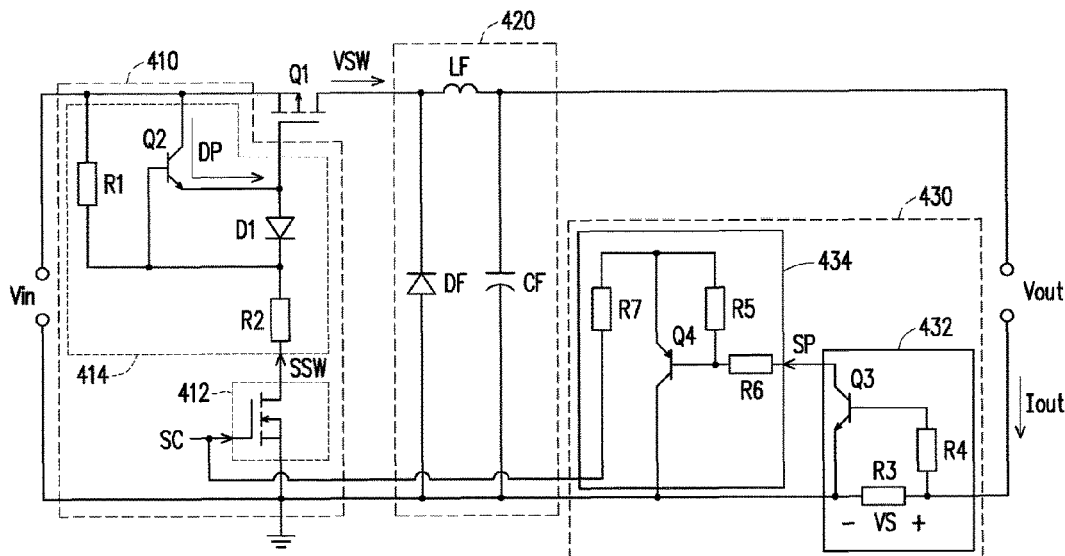 420
410
Q1
VSW
LF
Q2
DP
R1
430
D1
434
Vin
DF
CF
R7
R5
Vout
R2
Q4
SP
432
414
SSW
R6
Q3
Iout
412
SC
R4
R3
- VS +